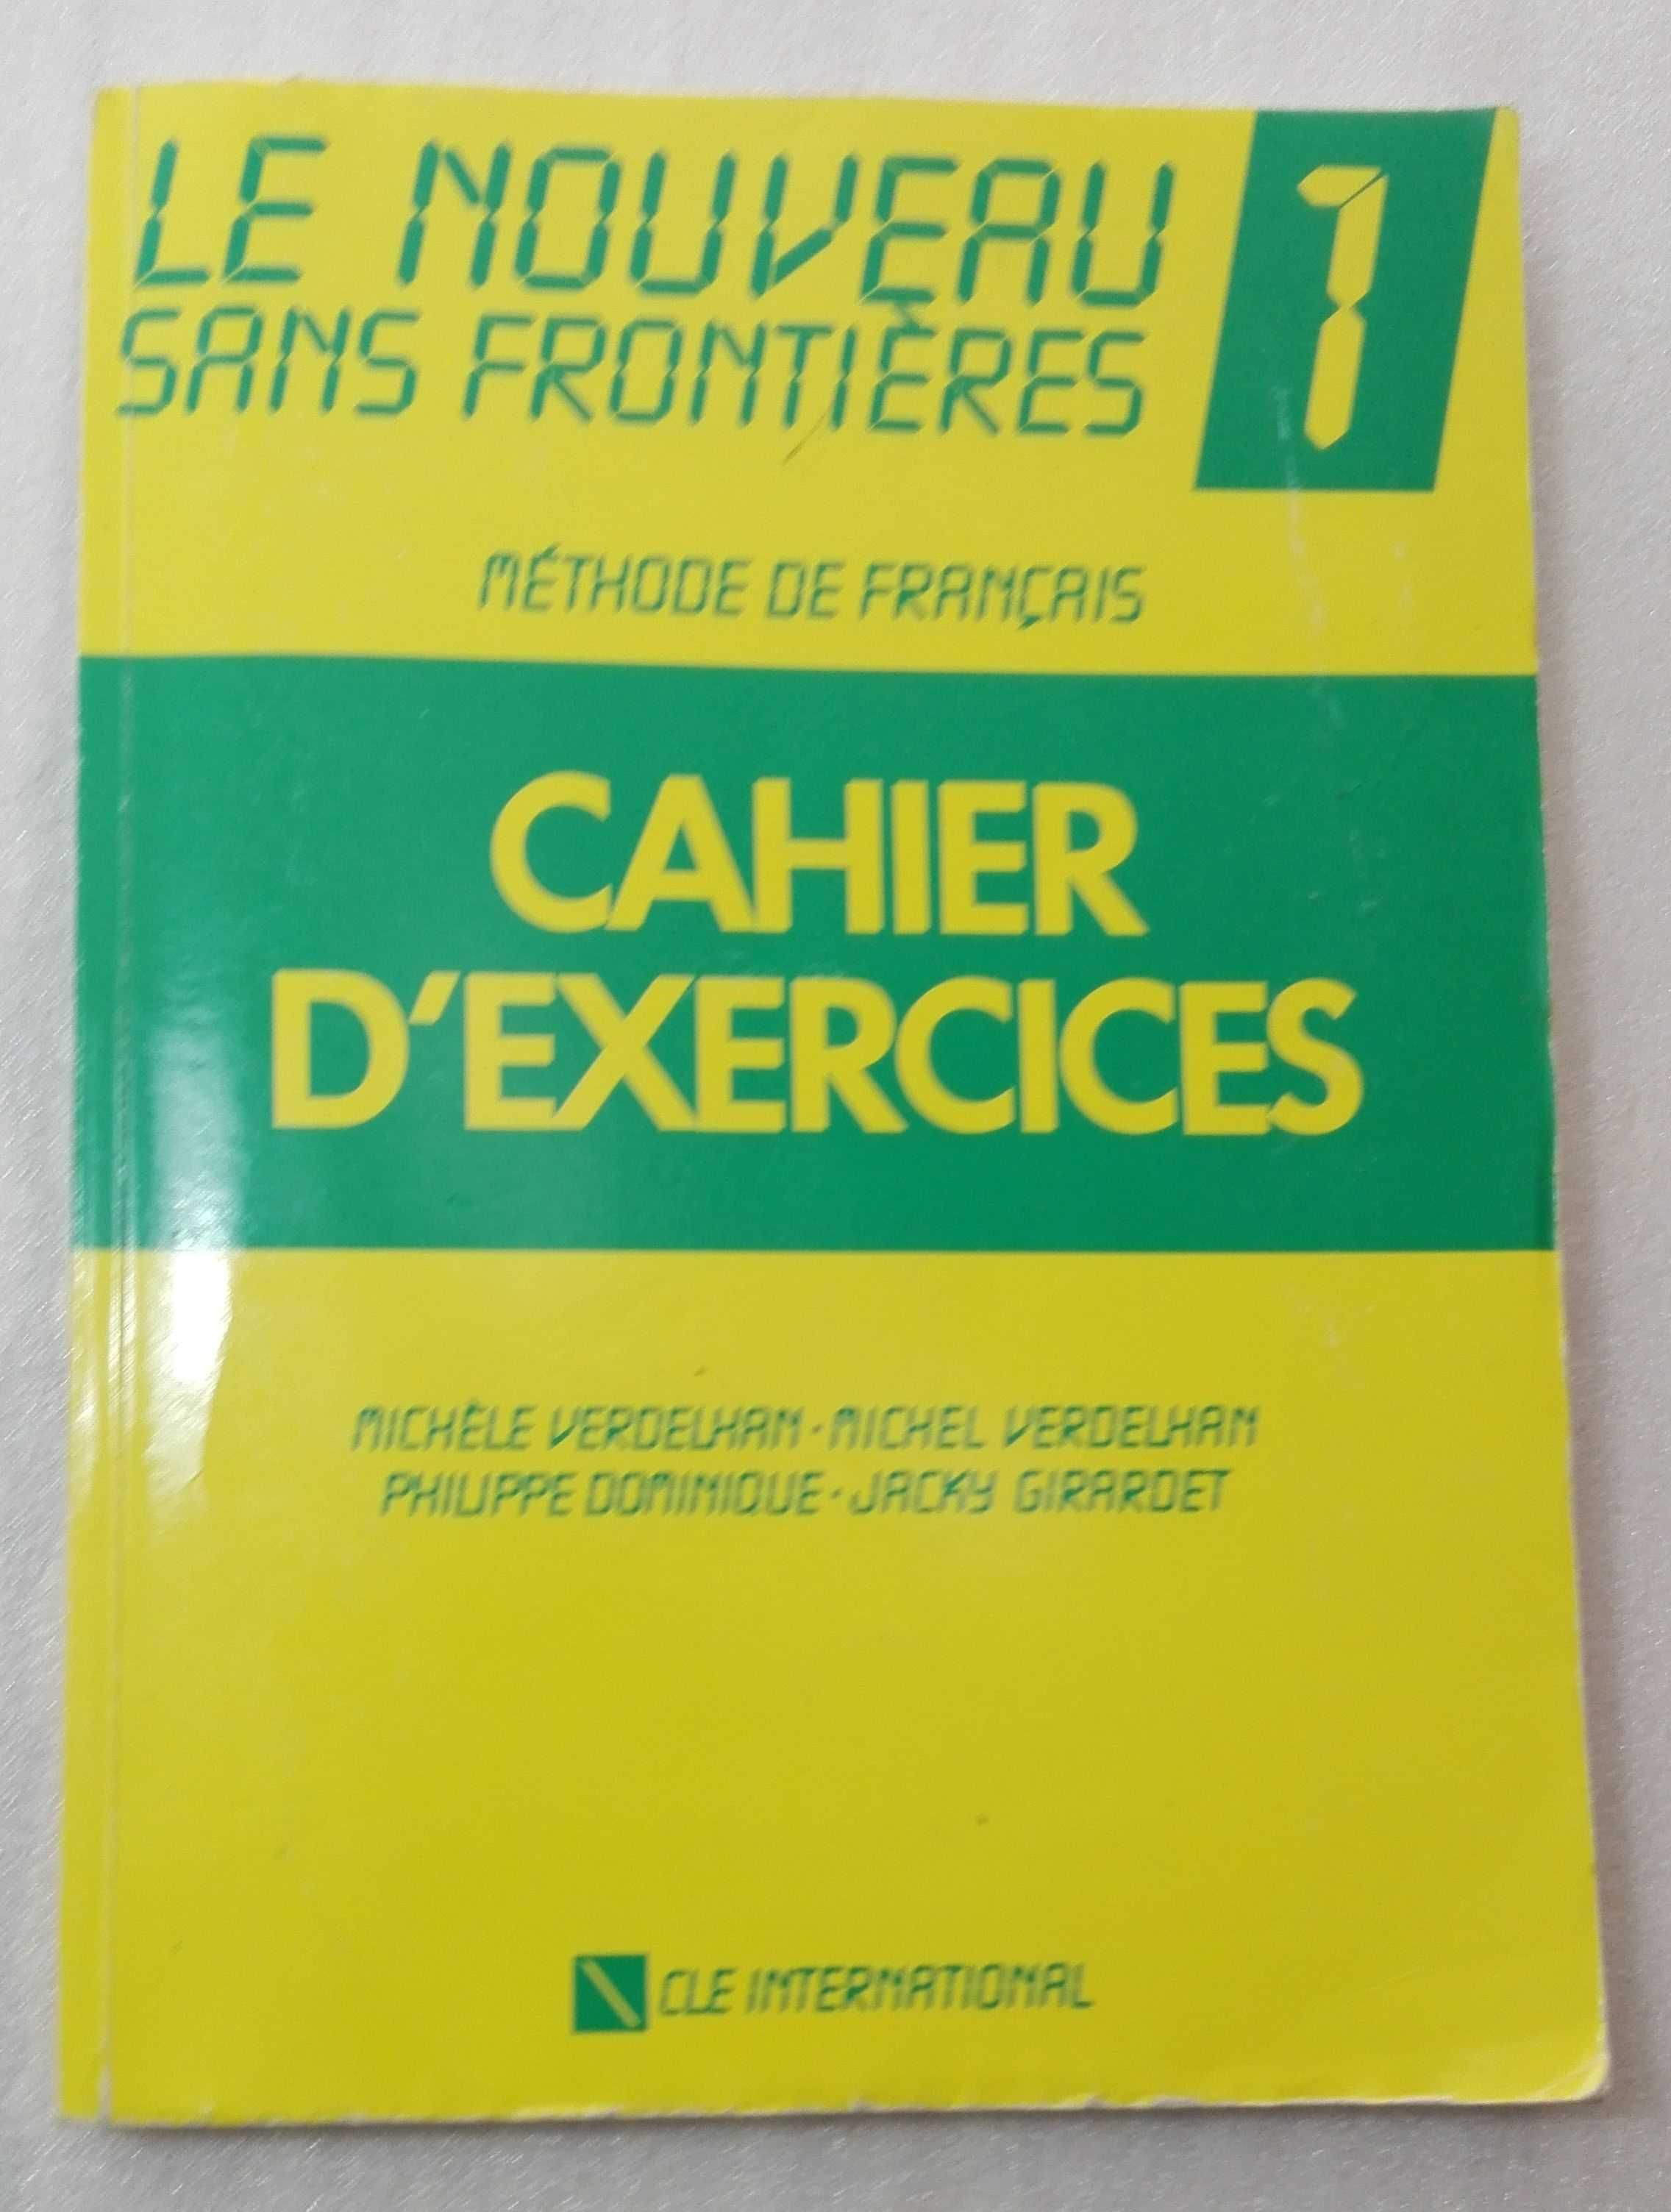 LE NOUVEAU 1
SANS FRONTIÈRES
MÉTHODE DE FRANÇAIS
CAHIER
D'EXERCICES
MICHÈLE VERDELHAN · MICHEL VERDELHAN
PHILIPPE DOMINIQUE · JACKY GIRARDET
CLE INTERNATIONAL